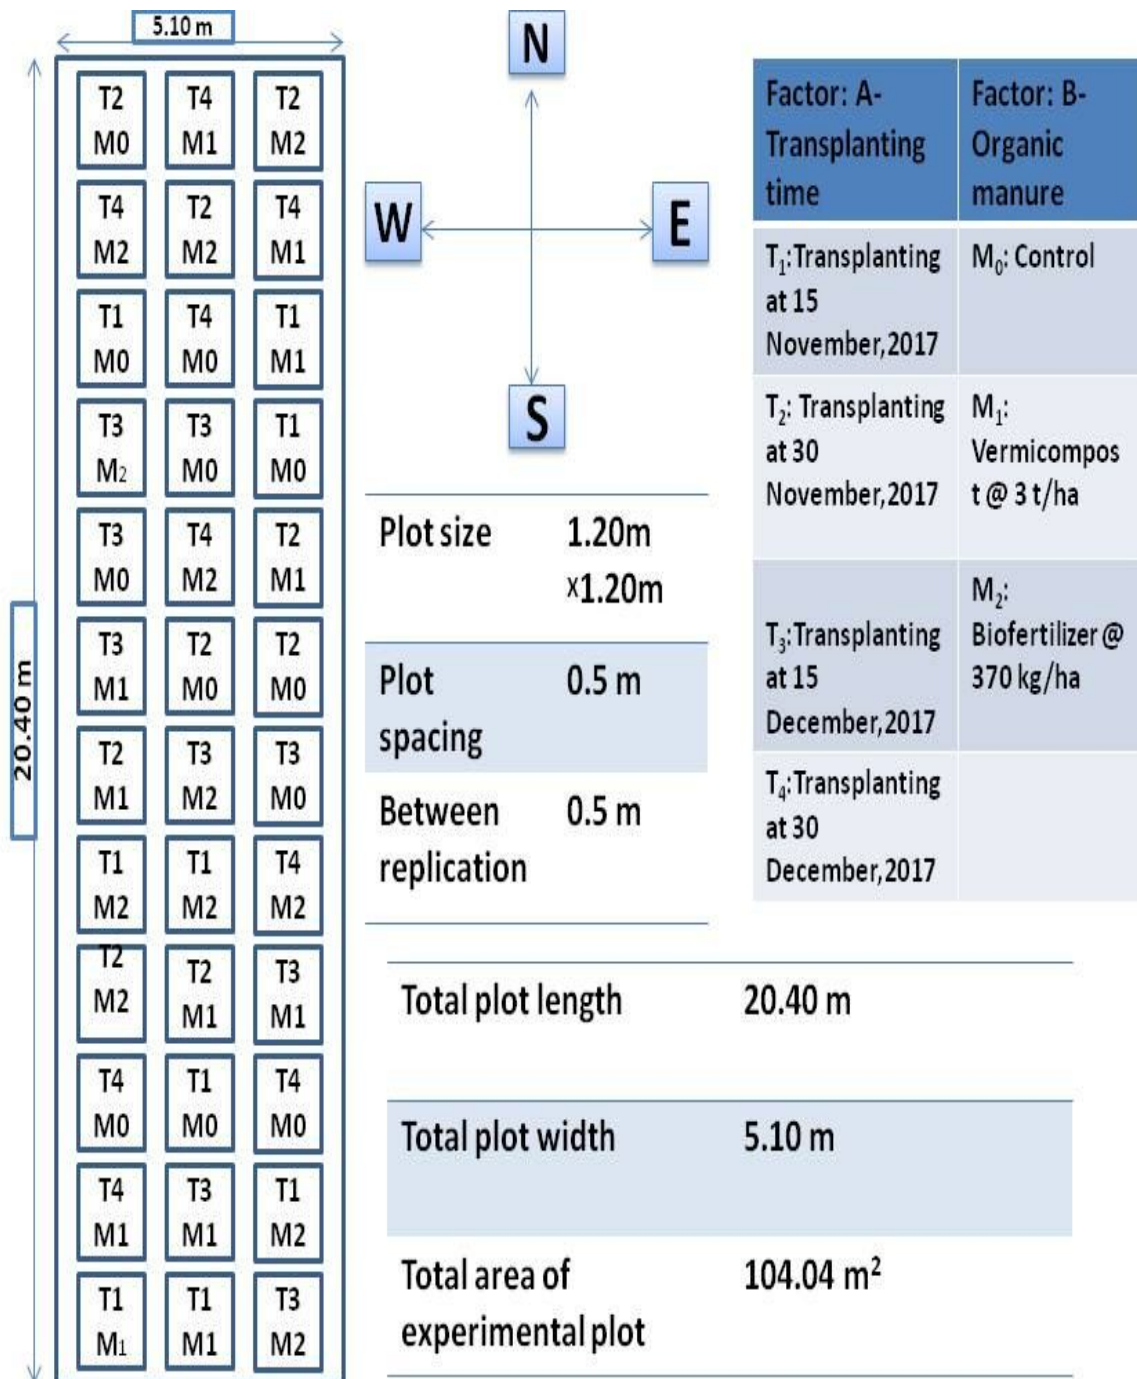 5.10 m
20.40 m
T2 T4 T2
M0 M1 M2
T4 T2 T4
M2 M2 M1
T1 T4 T1
M0 M0 M1
T3 T3 T1
M2 M0 M0
T3 T4 T2
M0 M2 M1
T3 T2 T2
M1 M0 M0
T2 T3 T3
M1 M2 M0
T1 T1 T4
M2 M2 M2
T2 T2 T3
M2 M1 M1
T4 T1 T4
M0 M0 M0
T4 T3 T1
M1 M1 M2
T1 T1 T3
M1 M1 M2
N
W E
S
Plot size 1.20m
x1.20m
Plot 0.5 m
spacing
Between 0.5 m
replication
Factor: A- Factor: B-
Transplanting Organic
time manure
T₁:Transplanting M₀: Control
at 15
November,2017
T₂: Transplanting M₁:
at 30 Vermicompos
November,2017 t @ 3 t/ha
M₂:
T₃:Transplanting Biofertilizer @
at 15 370 kg/ha
December,2017
T₄:Transplanting
at 30
December,2017
Total plot length 20.40 m
Total plot width 5.10 m
Total area of 104.04 m²
experimental plot